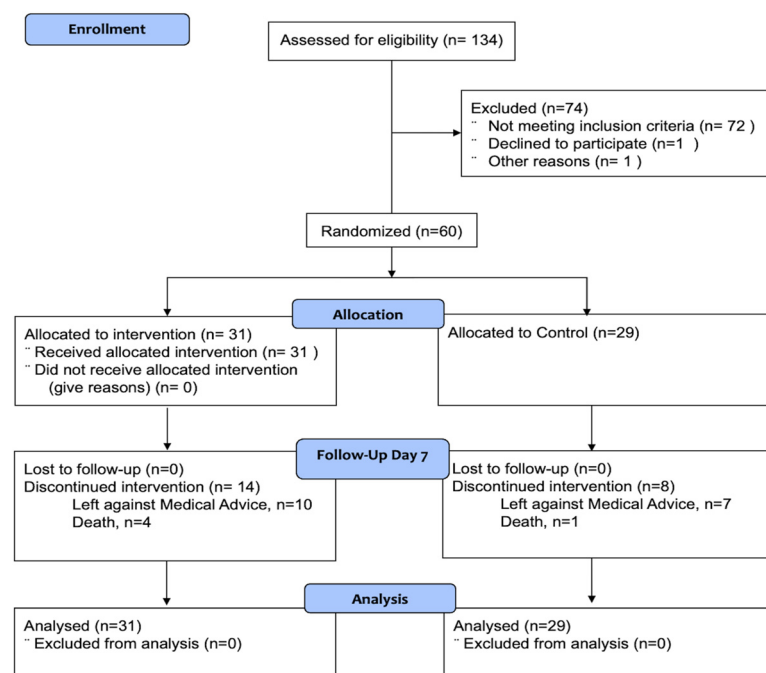 Enrollment
Assessed for eligibility (n= 134)
Excluded (n=74)
¨ Not meeting inclusion criteria (n= 72 )
¨ Declined to participate (n=1 )
¨ Other reasons (n= 1 )
Randomized (n=60)
Allocation
Allocated to intervention (n= 31)
¨ Received allocated intervention (n= 31 )
¨ Did not receive allocated intervention
(give reasons) (n= 0)
Allocated to Control (n=29)
Follow-Up Day 7
Lost to follow-up (n=0)
Discontinued intervention (n= 14)
Left against Medical Advice, n=10
Death, n=4
Lost to follow-up (n=0)
Discontinued intervention (n=8)
Left against Medical Advice, n=7
Death, n=1
Analysis
Analysed (n=31)
¨ Excluded from analysis (n=0)
Analysed (n=29)
¨ Excluded from analysis (n=0)